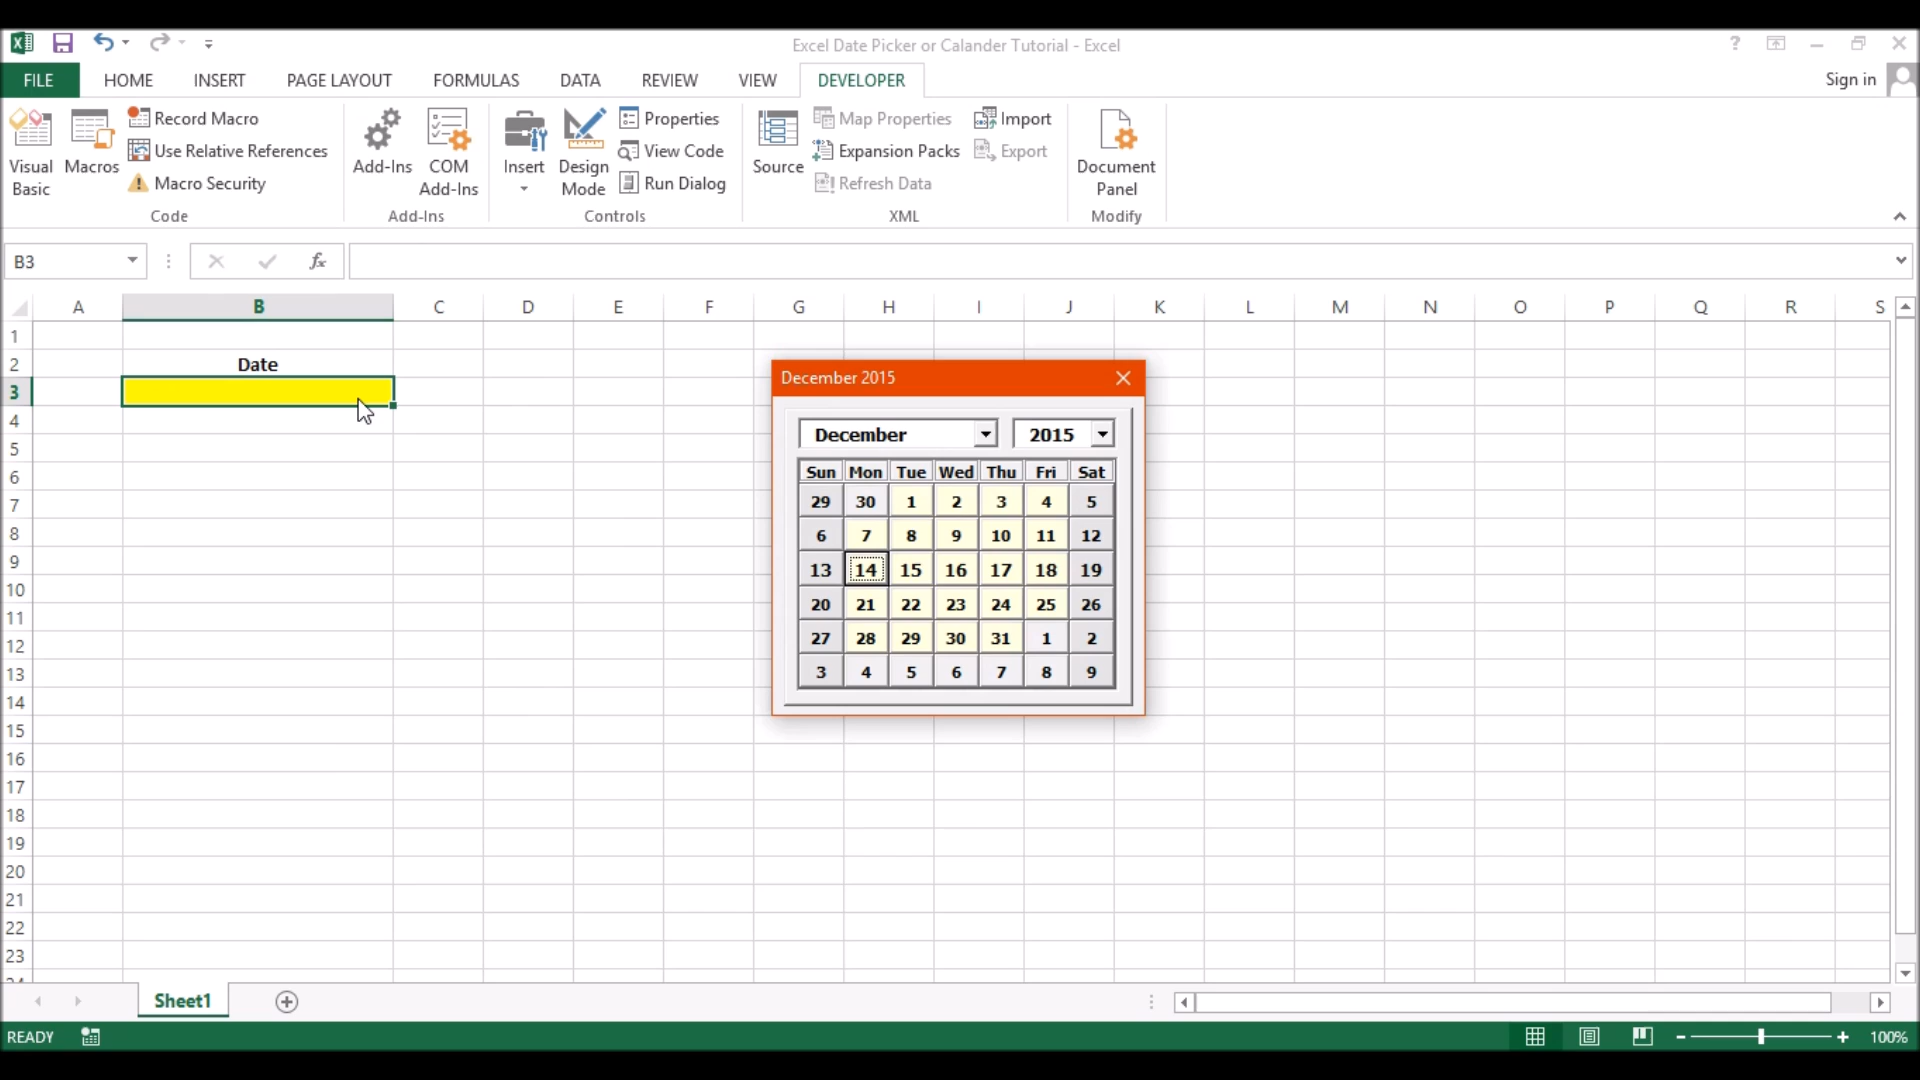 Excel Date Picker or Calander Tutorial - Excel
?
FILE HOME INSERT PAGE LAYOUT FORMULAS DATA REVIEW VIEW DEVELOPER Sign in
Visual Basic
Macros
Record Macro
Use Relative References
Macro Security
Code
Add-Ins
COM Add-Ins
Add-Ins
Insert
Design Mode
Properties
View Code
Run Dialog
Controls
Source
Map Properties
Expansion Packs
Refresh Data
Import
Export
XML
Document Panel
Modify
B3
fx
A B C D E F G H I J K L M N O P Q R S
1
2 Date
3
4
5
6
7
8
9
10
11
12
13
14
15
16
17
18
19
20
21
22
23
December 2015
December 2015
Sun Mon Tue Wed Thu Fri Sat
29 30 1 2 3 4 5
6 7 8 9 10 11 12
13 14 15 16 17 18 19
20 21 22 23 24 25 26
27 28 29 30 31 1 2
3 4 5 6 7 8 9
Sheet1
READY
100%